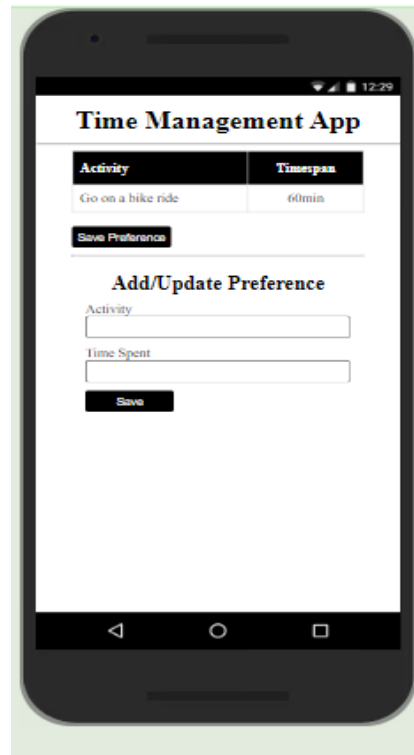 12:29
Time Management App
Activity Timespan
Go on a bike ride 60min
Save Preference
Add/Update Preference
Activity
Time Spent
Save